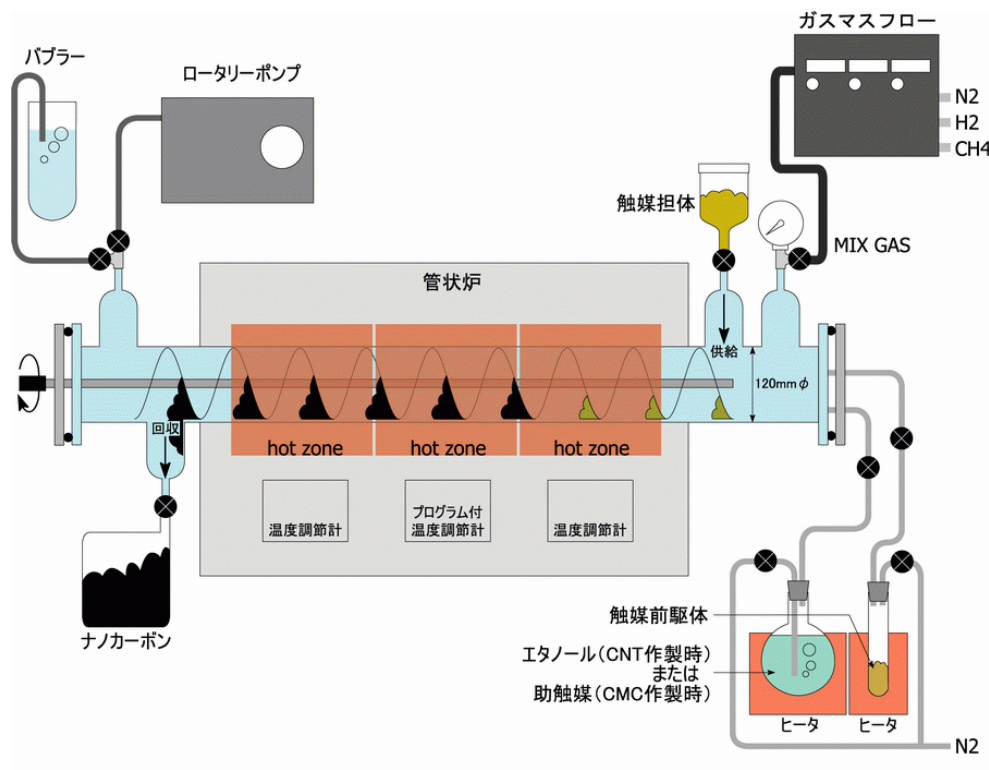 ガスマスフロー
バブラー
ロータリーポンプ
N2
H2
CH4
触媒担体
MIX GAS
管状炉
供給
120mmφ
回収
hot zone
hot zone
hot zone
温度調節計
プログラム付
温度調節計
温度調節計
ナノカーボン
触媒前駆体
エタノール(CNT作製時)
または
助触媒(CMC作製時)
ヒータ
ヒータ
N2